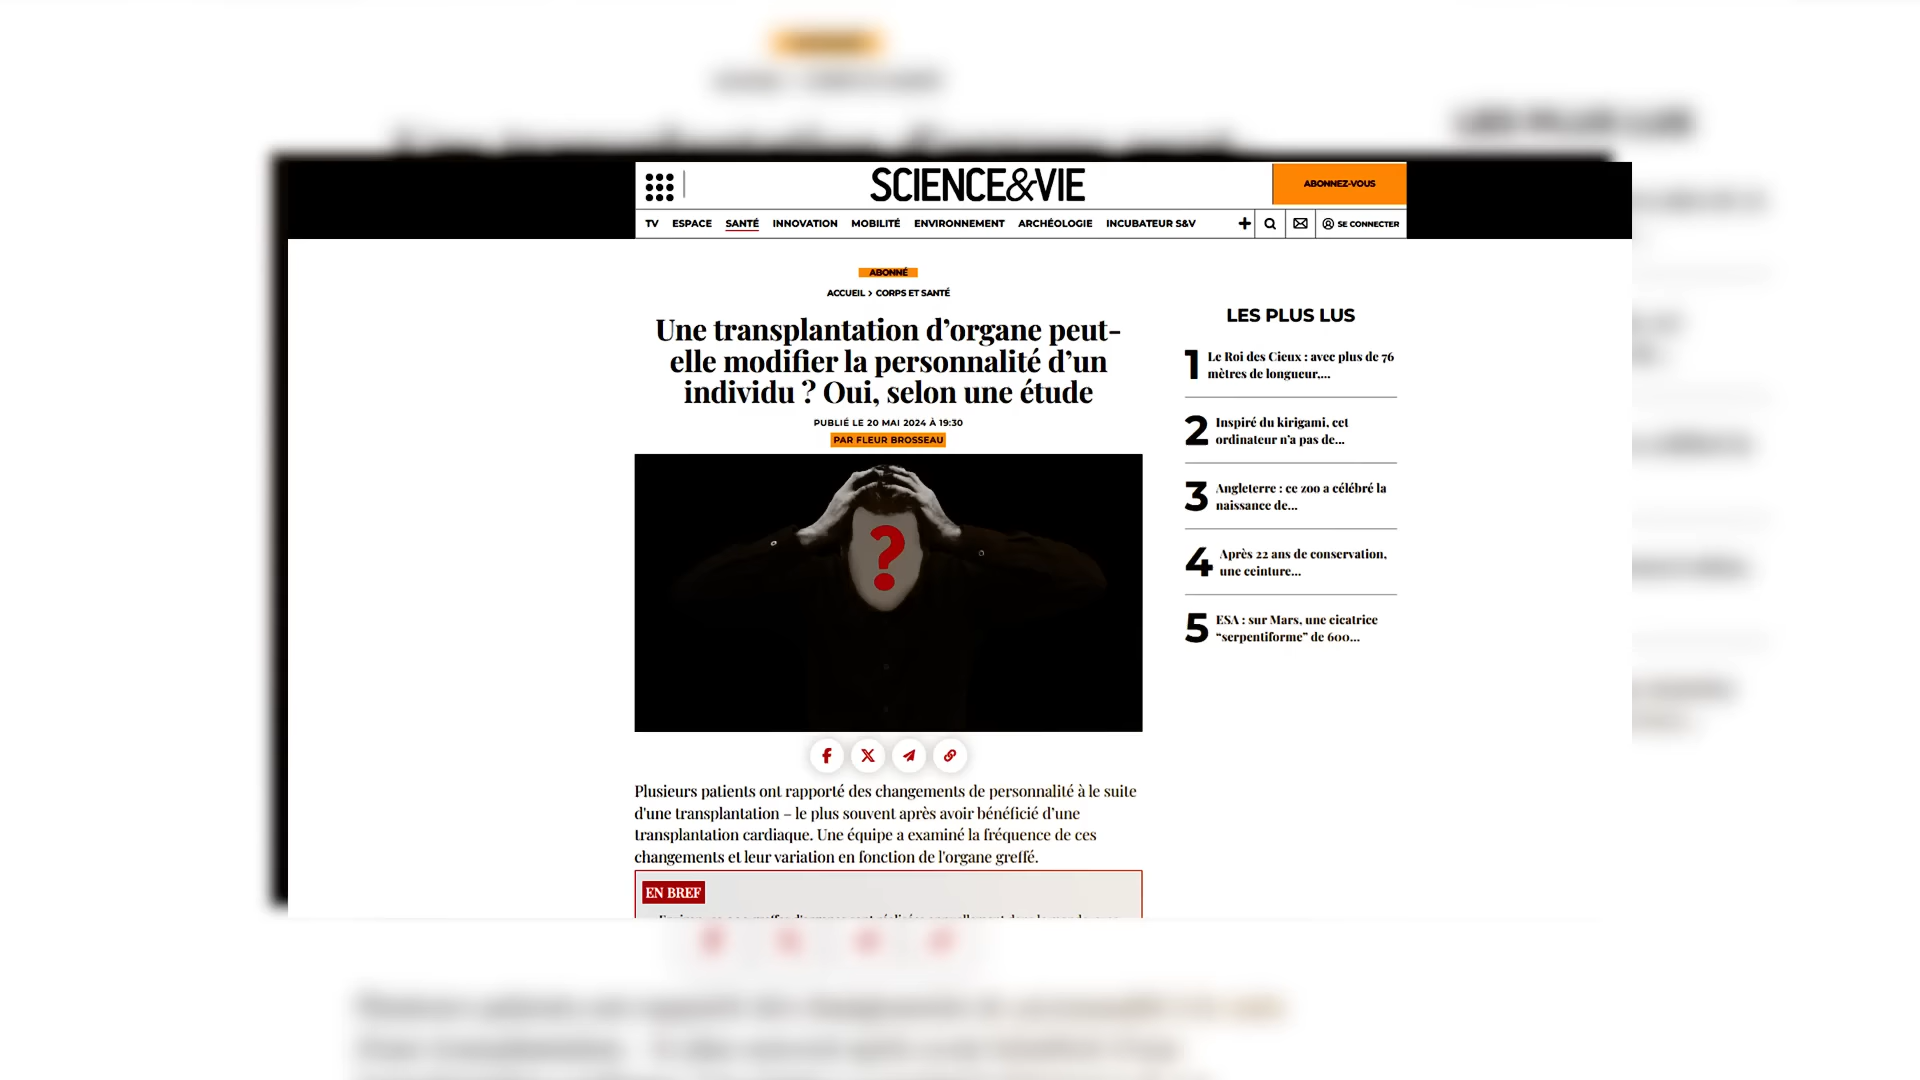 SCIENCE&VIE
ABONNEZ-VOUS
TV ESPACE SANTÉ INNOVATION MOBILITÉ ENVIRONNEMENT ARCHÉOLOGIE INCUBATEUR S&V
SE CONNECTER
ABONNÉ
ACCUEIL > CORPS ET SANTÉ
Une transplantation d’organe peut-
elle modifier la personnalité d’un
individu ? Oui, selon une étude
PUBLIÉ LE 20 MAI 2024 À 19:30
PAR FLEUR BROSSEAU
?
Plusieurs patients ont rapporté des changements de personnalité à le suite
d'une transplantation – le plus souvent après avoir bénéficié d’une
transplantation cardiaque. Une équipe a examiné la fréquence de ces
changements et leur variation en fonction de l'organe greffé.
EN BREF
LES PLUS LUS
1 Le Roi des Cieux : avec plus de 76
mètres de longueur,...
2 Inspiré du kirigami, cet
ordinateur n’a pas de...
3 Angleterre : ce zoo a célébré la
naissance de...
4 Après 22 ans de conservation,
une ceinture...
5 ESA : sur Mars, une cicatrice
“serpentiforme” de 600...